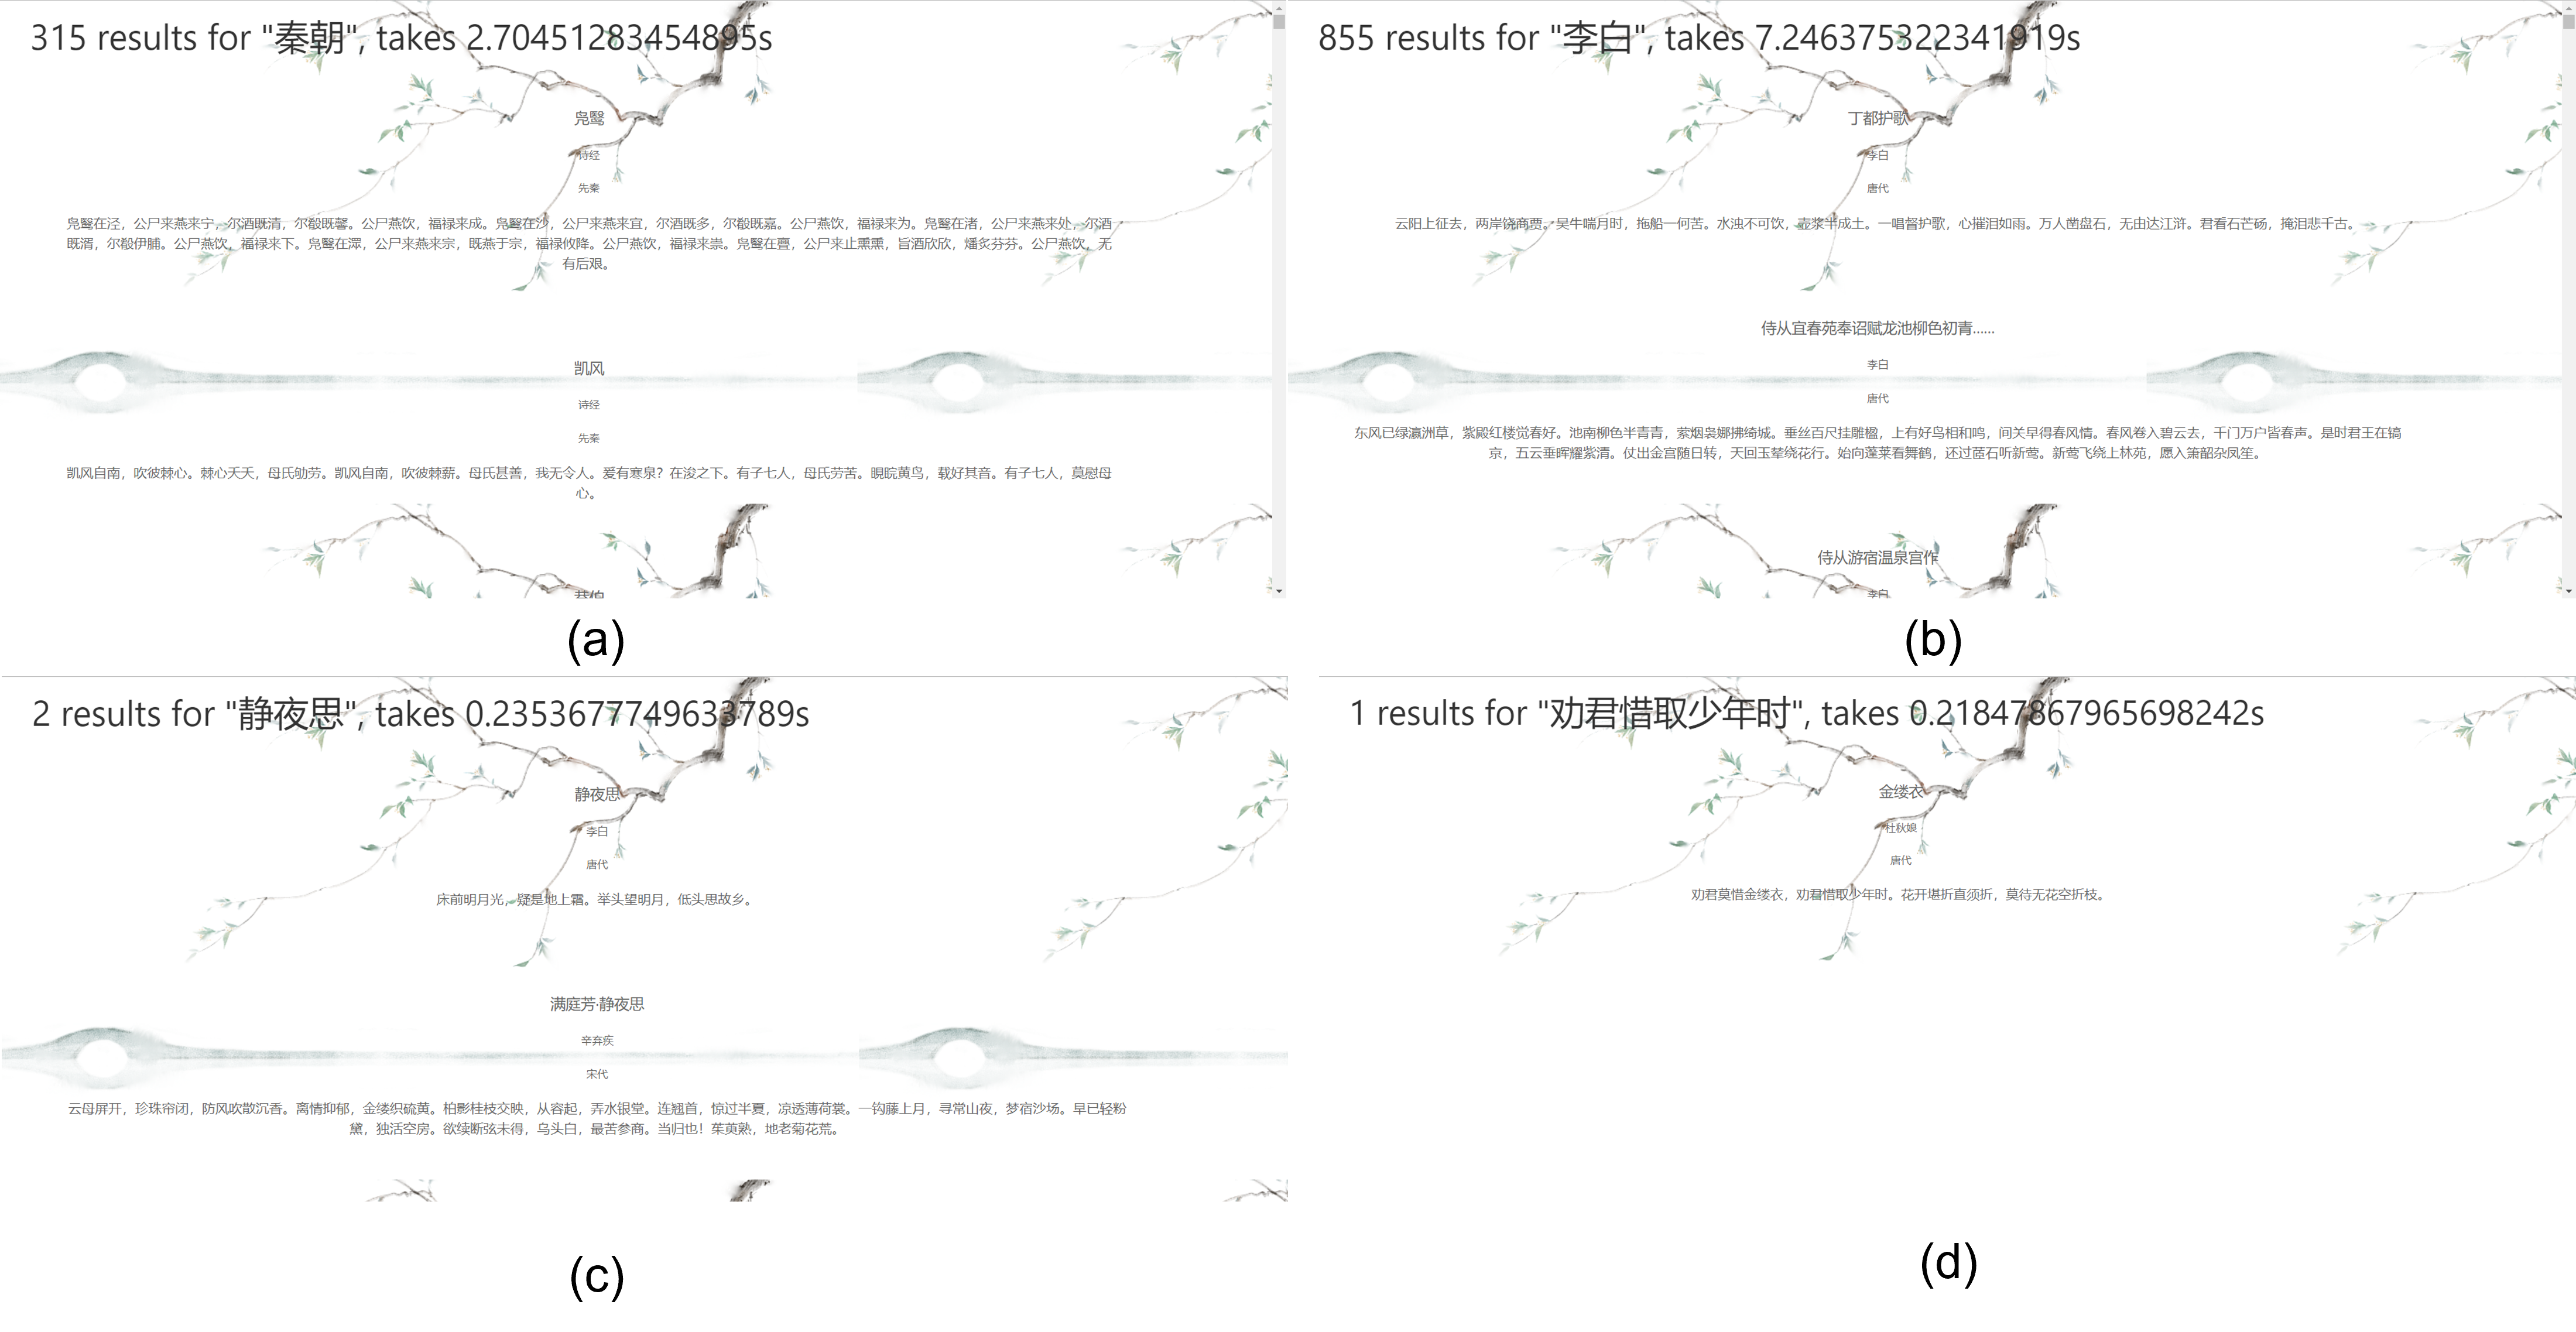 315 results for "秦朝", takes 2.704512834548​95s
凫鹥
诗经
先秦
凫鹥在泾，公尸来燕来宁，尔酒既清，尔殽既馨。公尸燕饮，福禄来成。凫鹥在沙，公尸来燕来宜，尔酒既多，尔殽既嘉。公尸燕饮，福禄来为。凫鹥在渚，公尸来燕来处，尔酒
既湑，尔殽伊脯。公尸燕饮，福禄来下。凫鹥在潀，公尸来燕来宗，既燕于宗，福禄攸降。公尸燕饮，福禄来崇。凫鹥在亹，公尸来止熏熏，旨酒欣欣，燔炙芬芬。公尸燕饮，无
有后艰。
凯风
诗经
先秦
凯风自南，吹彼棘心。棘心夭夭，母氏劬劳。凯风自南，吹彼棘薪。母氏甚善，我无令人。爰有寒泉？在浚之下。有子七人，母氏劳苦。睍睆黄鸟，载好其音。有子七人，莫慰母
心。
(a)
855 results for "李白", takes 7.246375322341919s
丁都护歌
李白
唐代
云阳上征去，两岸饶商贾。吴牛喘月时，拖船一何苦。水浊不可饮，壶浆半成土。一唱督护歌，心摧泪如雨。万人凿盘石，无由达江浒。君看石芒砀，掩泪悲千古。
侍从宜春苑奉诏赋龙池柳色初青......
李白
唐代
东风已绿瀛洲草，紫殿红楼觉春好。池南柳色半青青，萦烟袅娜拂绮城。垂丝百尺挂雕楹，上有好鸟相和鸣，间关早得春风情。春风卷入碧云去，千门万户皆春声。是时君王在镐
京，五云垂晖耀紫清。仗出金宫随日转，天回玉辇绕花行。始向蓬莱看舞鹤，还过茝石听新莺。新莺飞绕上林苑，愿入箫韶杂凤笙。
侍从游宿温泉宫作
李白
(b)
2 results for "静夜思", takes 0.2353677749633789s
静夜思
李白
唐代
床前明月光，疑是地上霜。举头望明月，低头思故乡。
满庭芳·静夜思
辛弃疾
宋代
云母屏开，珍珠帘闭，防风吹散沉香。离情抑郁，金缕织硫黄。柏影桂枝交映，从容起，弄水银堂。连翘首，惊过半夏，凉透薄荷裳。一钩藤上月，寻常山夜，梦宿沙场。早已轻粉
黛，独活空房。欲续断弦未得，乌头白，最苦参商。当归也！茱萸熟，地老菊花荒。
(c)
1 results for "劝君惜取少年时", takes 0.21847867965698242s
金缕衣
杜秋娘
唐代
劝君莫惜金缕衣，劝君惜取少年时。花开堪折直须折，莫待无花空折枝。
(d)